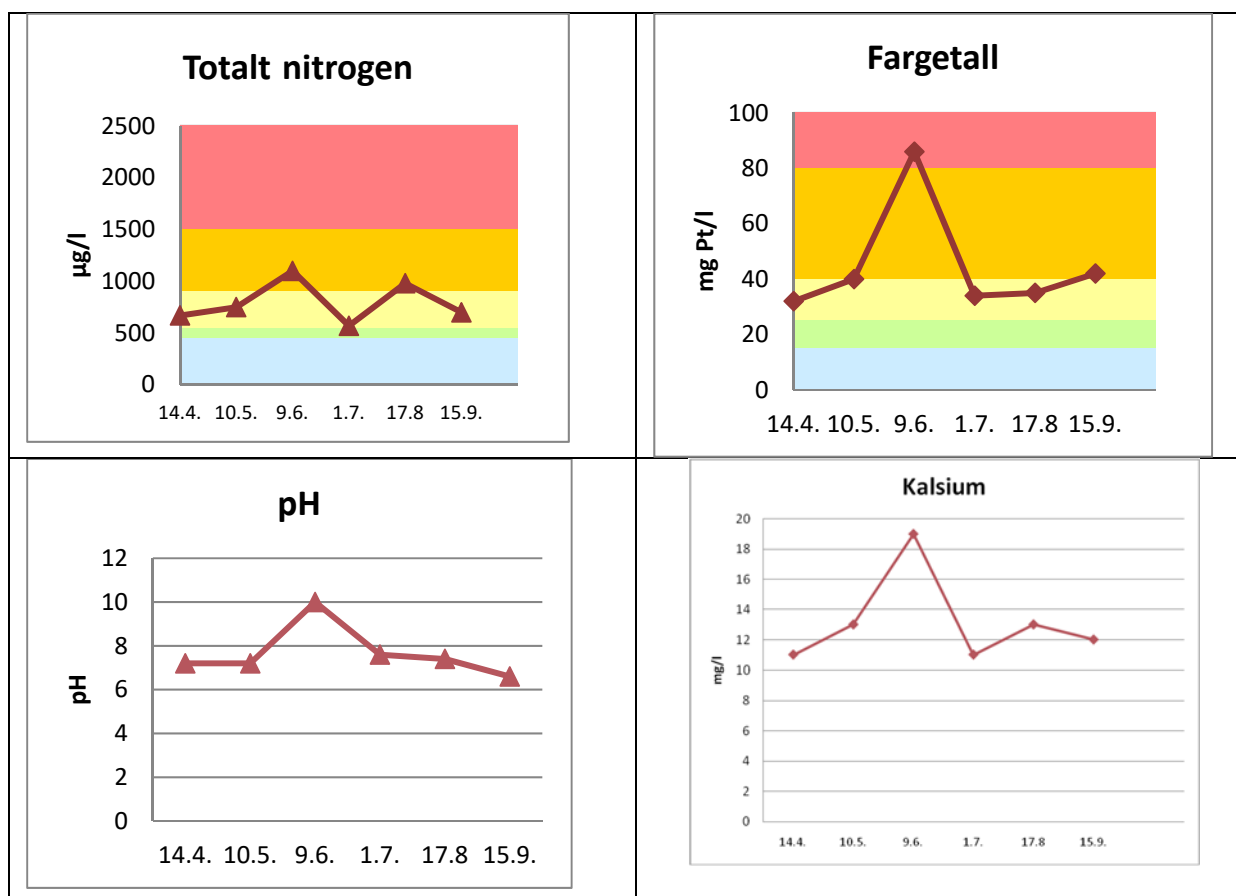 Totalt nitrogen
µg/l
2500
2000
1500
1000
500
0
14.4. 10.5. 9.6. 1.7. 17.8 15.9.
Fargetall
mg Pt/l
100
80
60
40
20
0
14.4. 10.5. 9.6. 1.7. 17.8 15.9.
pH
pH
12
10
8
6
4
2
0
14.4. 10.5. 9.6. 1.7. 17.8 15.9.
Kalsium
mg/l
20
18
16
14
12
10
8
6
4
2
0
14.4. 10.5. 9.6. 1.7. 17.8 15.9.